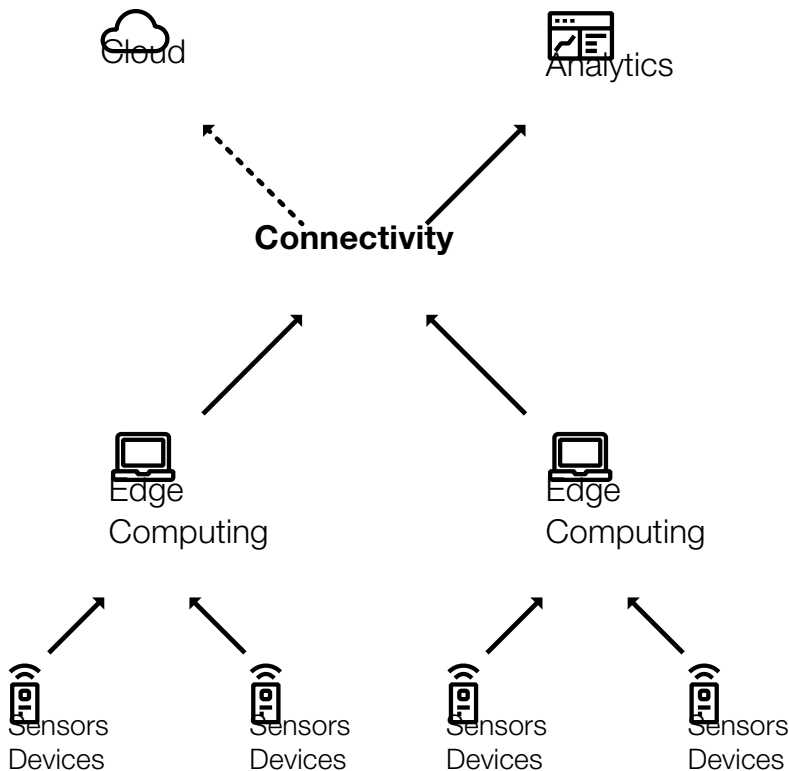 Cloud
Analytics
Connectivity
Edge
Computing
Edge
Computing
Sensors
Devices
Sensors
Devices
Sensors
Devices
Sensors
Devices